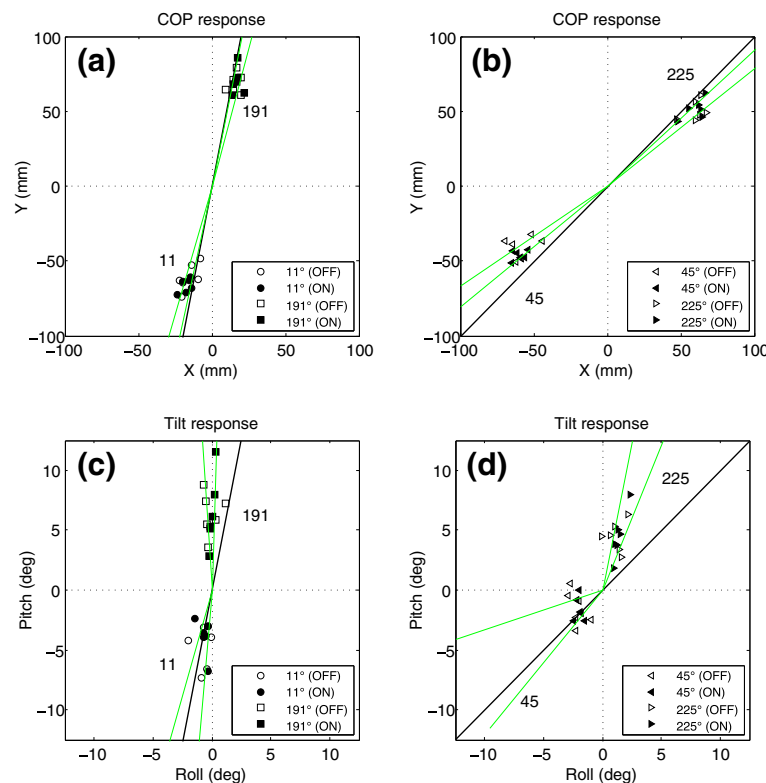 COP response
(a)
191
11
100
50
0
−50
−100
Y (mm)
−100
−50
0
50
100
X (mm)
11° (OFF)
11° (ON)
191° (OFF)
191° (ON)
COP response
(b)
225
45
100
50
0
−50
−100
Y (mm)
−100
−50
0
50
100
X (mm)
45° (OFF)
45° (ON)
225° (OFF)
225° (ON)
Tilt response
(c)
191
11
10
5
0
−5
−10
Pitch (deg)
−10
−5
0
5
10
Roll (deg)
11° (OFF)
11° (ON)
191° (OFF)
191° (ON)
Tilt response
(d)
225
45
10
5
0
−5
−10
Pitch (deg)
−10
−5
0
5
10
Roll (deg)
45° (OFF)
45° (ON)
225° (OFF)
225° (ON)